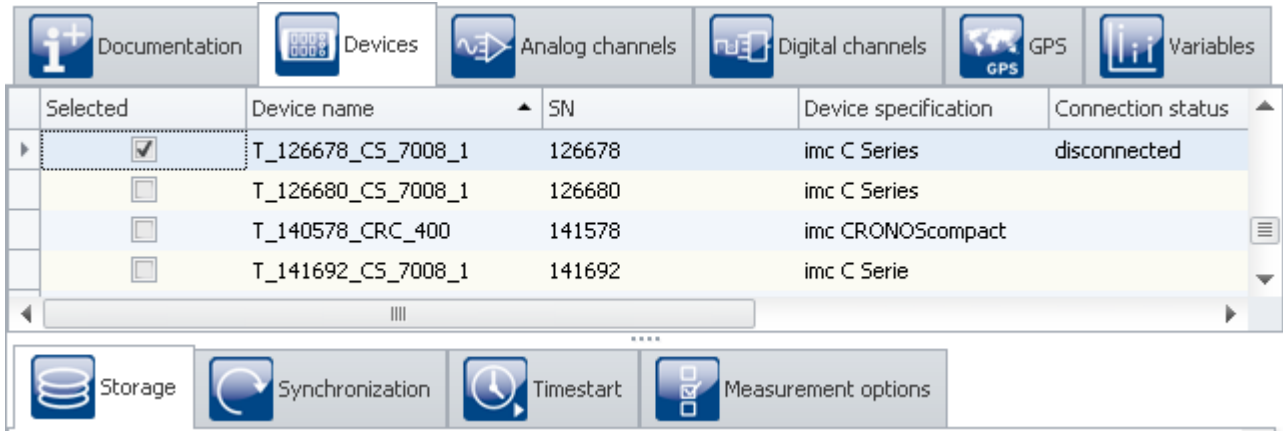 Documentation Devices Analog channels Digital channels GPS GPS Variables
Selected Device name SN Device specification Connection status
T_126678_CS_7008_1 126678 imc C Series disconnected
T_126680_CS_7008_1 126680 imc C Series
T_140578_CRC_400 141578 imc CRONOScompact
T_141692_CS_7008_1 141692 imc C Serie
Storage Synchronization Timestart Measurement options